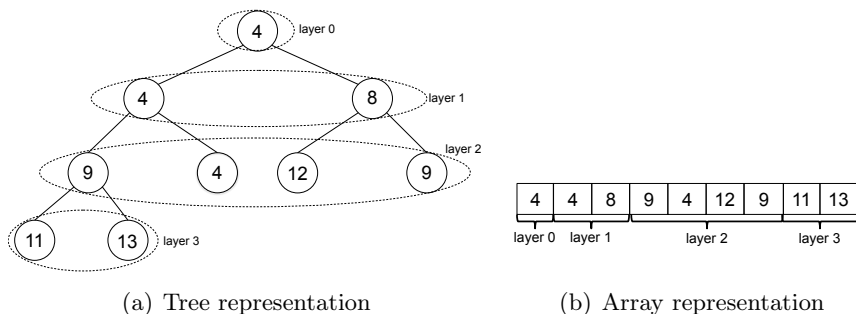 4 layer 0
4 8 layer 1
layer 2
9 4 12 9
4 4 8 9 4 12 9 11 13
layer 0 layer 1 layer 2 layer 3
11 13 layer 3
(a) Tree representation
(b) Array representation